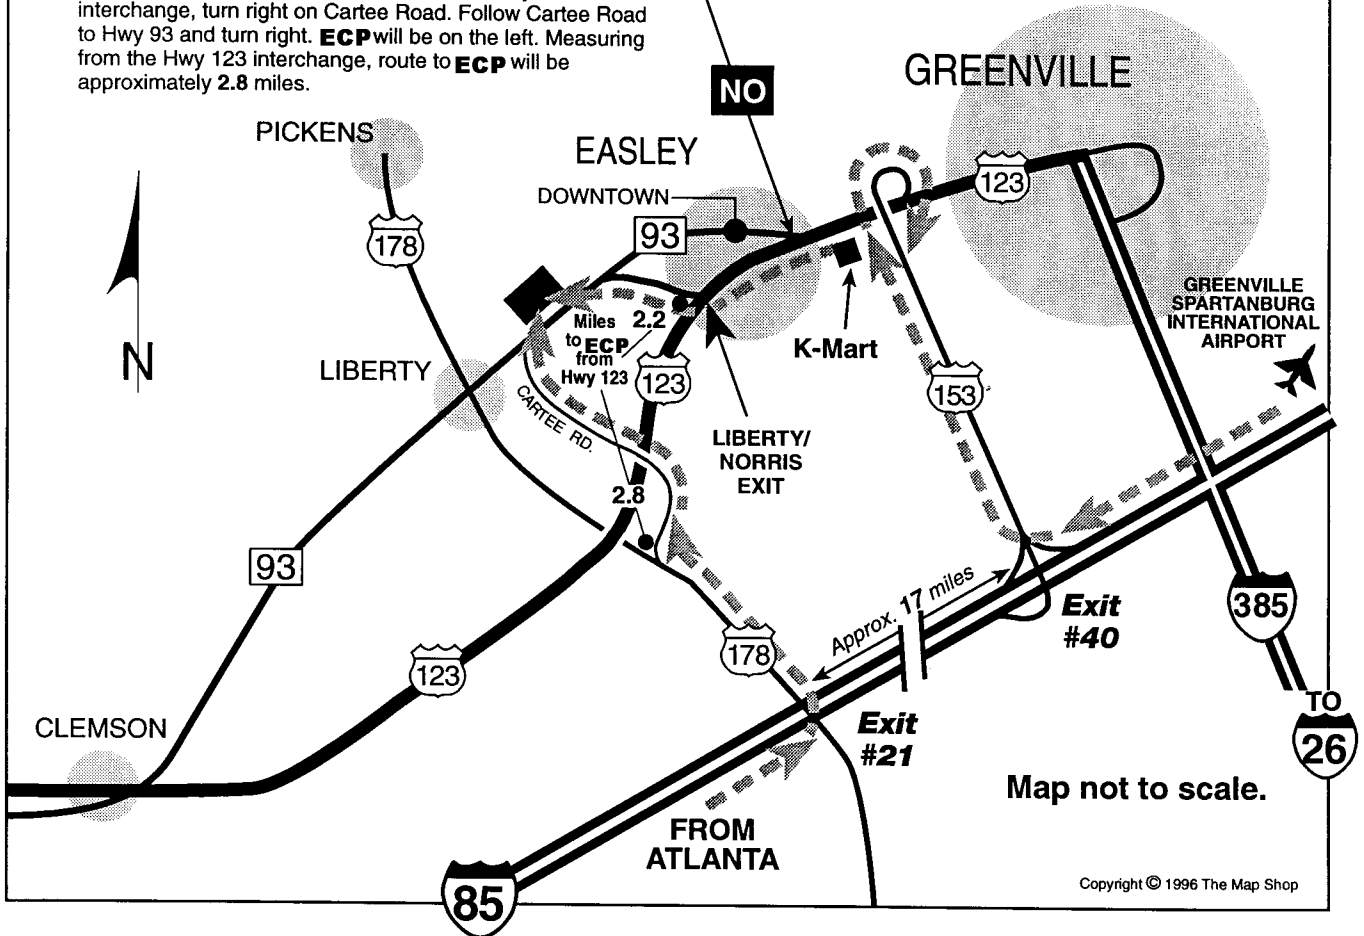 interchange, turn right on Cartee Road. Follow Cartee Road
to Hwy 93 and turn right. ECP will be on the left. Measuring
from the Hwy 123 interchange, route to ECP will be
approximately 2.8 miles.
NO
GREENVILLE
PICKENS
EASLEY
DOWNTOWN
123
178
93
GREENVILLE
SPARTANBURG
INTERNATIONAL
AIRPORT
N
Miles
to ECP
from
Hwy 123
2.2
K-Mart
LIBERTY
123
153
CARTEE RD.
LIBERTY/
NORRIS
EXIT
2.8
93
Approx. 17 miles
Exit
#40
385
178
123
CLEMSON
Exit
#21
TO
26
Map not to scale.
FROM
ATLANTA
85
Copyright © 1996 The Map Shop